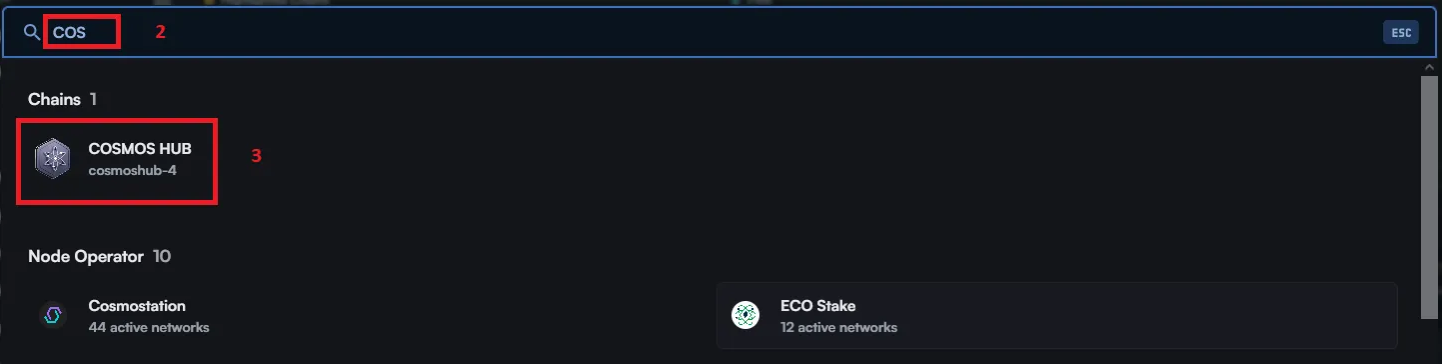 COS 2 ESC
Chains 1
COSMOS HUB
cosmoshub-4
3
Node Operator 10
Cosmostation
44 active networks
ECO Stake
12 active networks